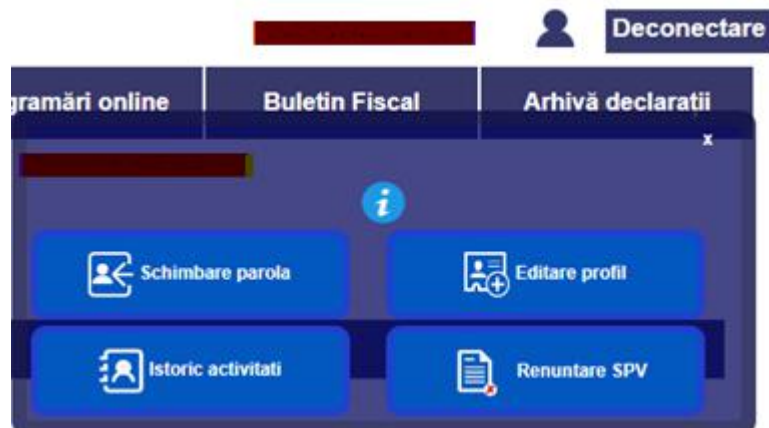 Deconectare
gramări online
Buletin Fiscal
Arhivă declarații
x
i
Schimbare parola
Editare profil
Istoric activitati
Renuntare SPV